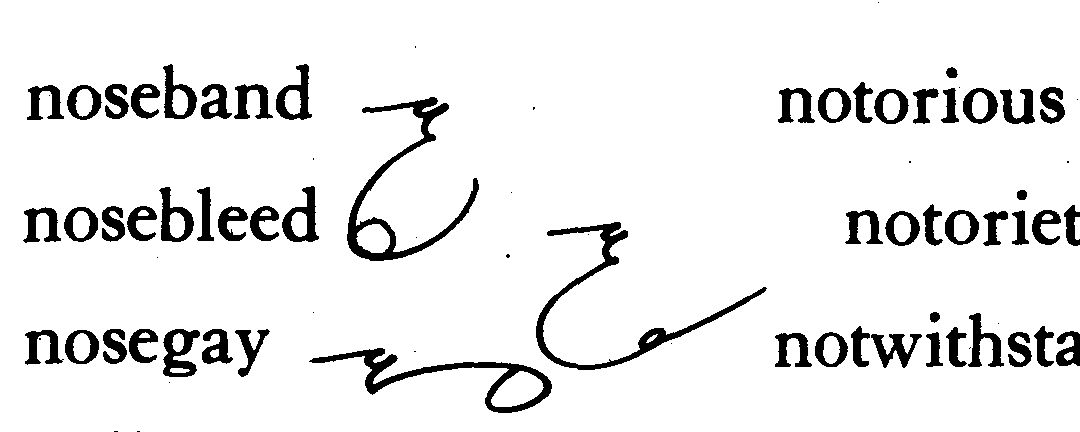 noseband notorious
nosebleed notoriet
nosegay notwithsta